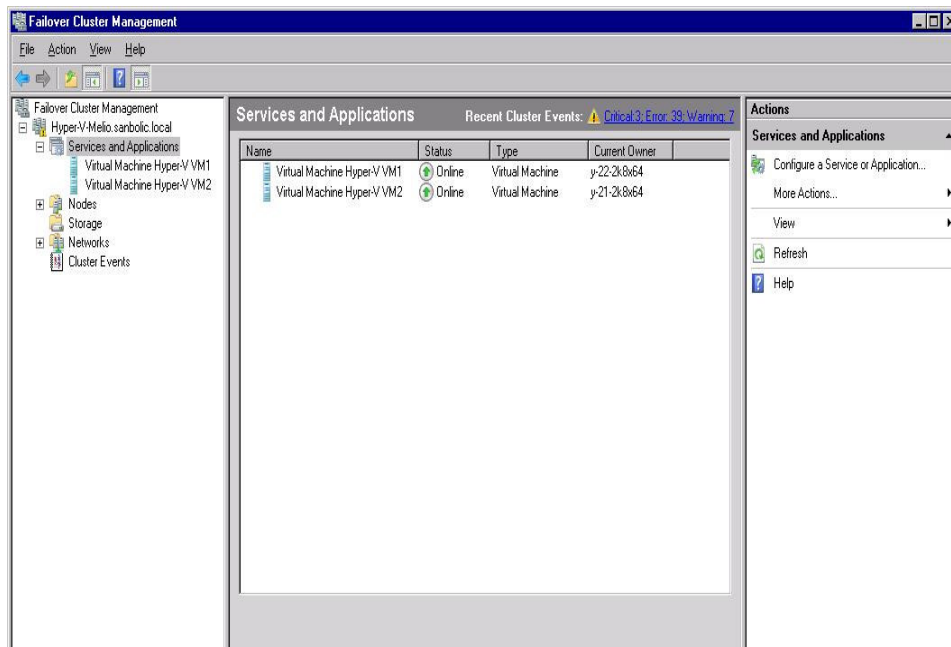 Failover Cluster Management
File Action View Help
Failover Cluster Management
Hyper-V-Melio.sanbolic.local
Services and Applications
Virtual Machine Hyper-V VM1
Virtual Machine Hyper-V VM2
Nodes
Storage
Networks
Cluster Events
Services and Applications Recent Cluster Events: Critical:3; Error: 39; Warning: 7
Name Status Type Current Owner
Virtual Machine Hyper-V VM1 Online Virtual Machine y-22-2k8x64
Virtual Machine Hyper-V VM2 Online Virtual Machine y-21-2k8x64
Actions
Services and Applications
Configure a Service or Application...
More Actions...
View
Refresh
Help